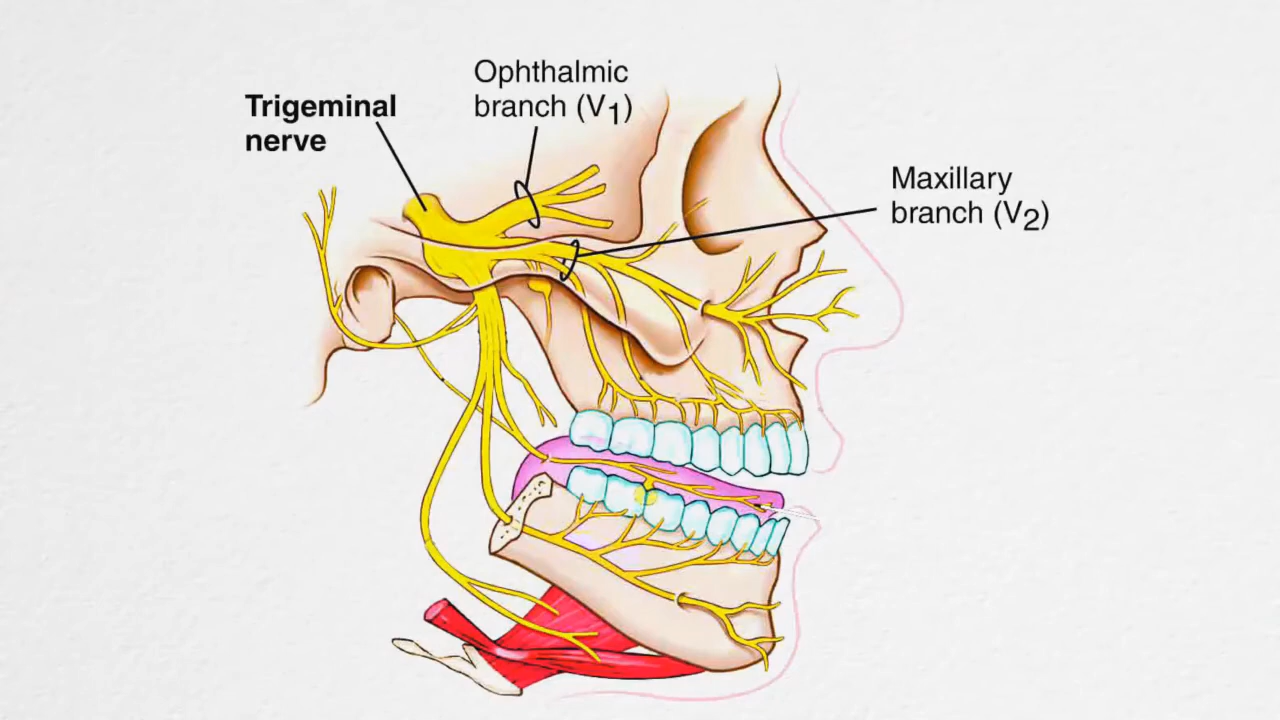 Ophthalmic
branch (V₁)
Trigeminal
nerve
Maxillary
branch (V₂)